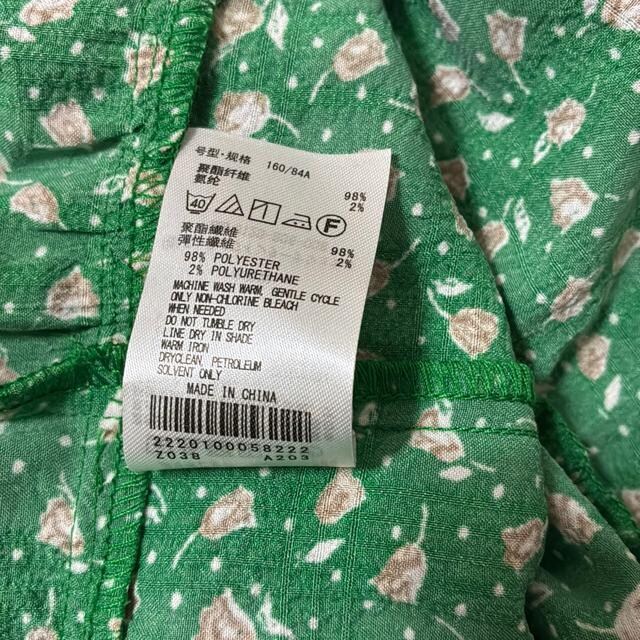 号型·规格 160/84A
聚酯纤维 98%
氨纶 2%
40 F
聚酯纖維 98%
彈性纖維 2%
98% POLYESTER
2% POLYURETHANE
MACHINE WASH WARM, GENTLE CYCLE
ONLY NON-CHLORINE BLEACH
WHEN NEEDED
DO NOT TUMBLE DRY
LINE DRY IN SHADE
WARM IRON
DRYCLEAN, PETROLEUM
SOLVENT ONLY
MADE IN CHINA
2220100058222
Z038 A203